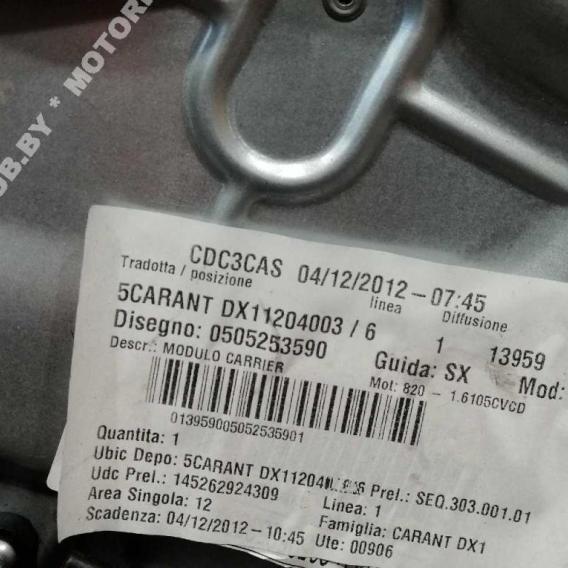 OB.BY * MOTOR
CDC3CAS 04/12/2012-07:45
Tradotta / posizione linea Diffusione
5CARANT DX11204003 / 6 1 13959
Disegno: 0505253590 Guida: SX Mod:
Descr.: MODULO CARRIER Mot: 820 - 1.6105CVCD
013959005052535901
Quantita: 1
Ubic Depo: 5CARANT DX11204 Prel.: SEQ.303.001.01
Udc Prel.: 145262924309 Linea: 1
Area Singola: 12 Famiglia: CARANT DX1
Scadenza: 04/12/2012-10:45 Ute: 00906